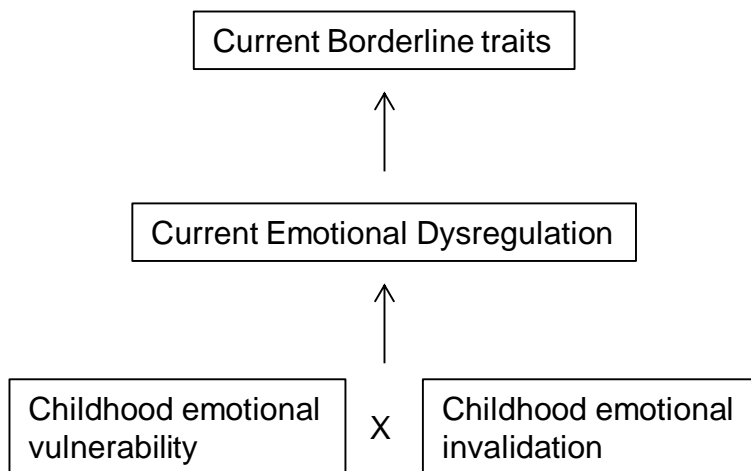 Current Borderline traits
Current Emotional Dysregulation
Childhood emotional
vulnerability
X
Childhood emotional
invalidation